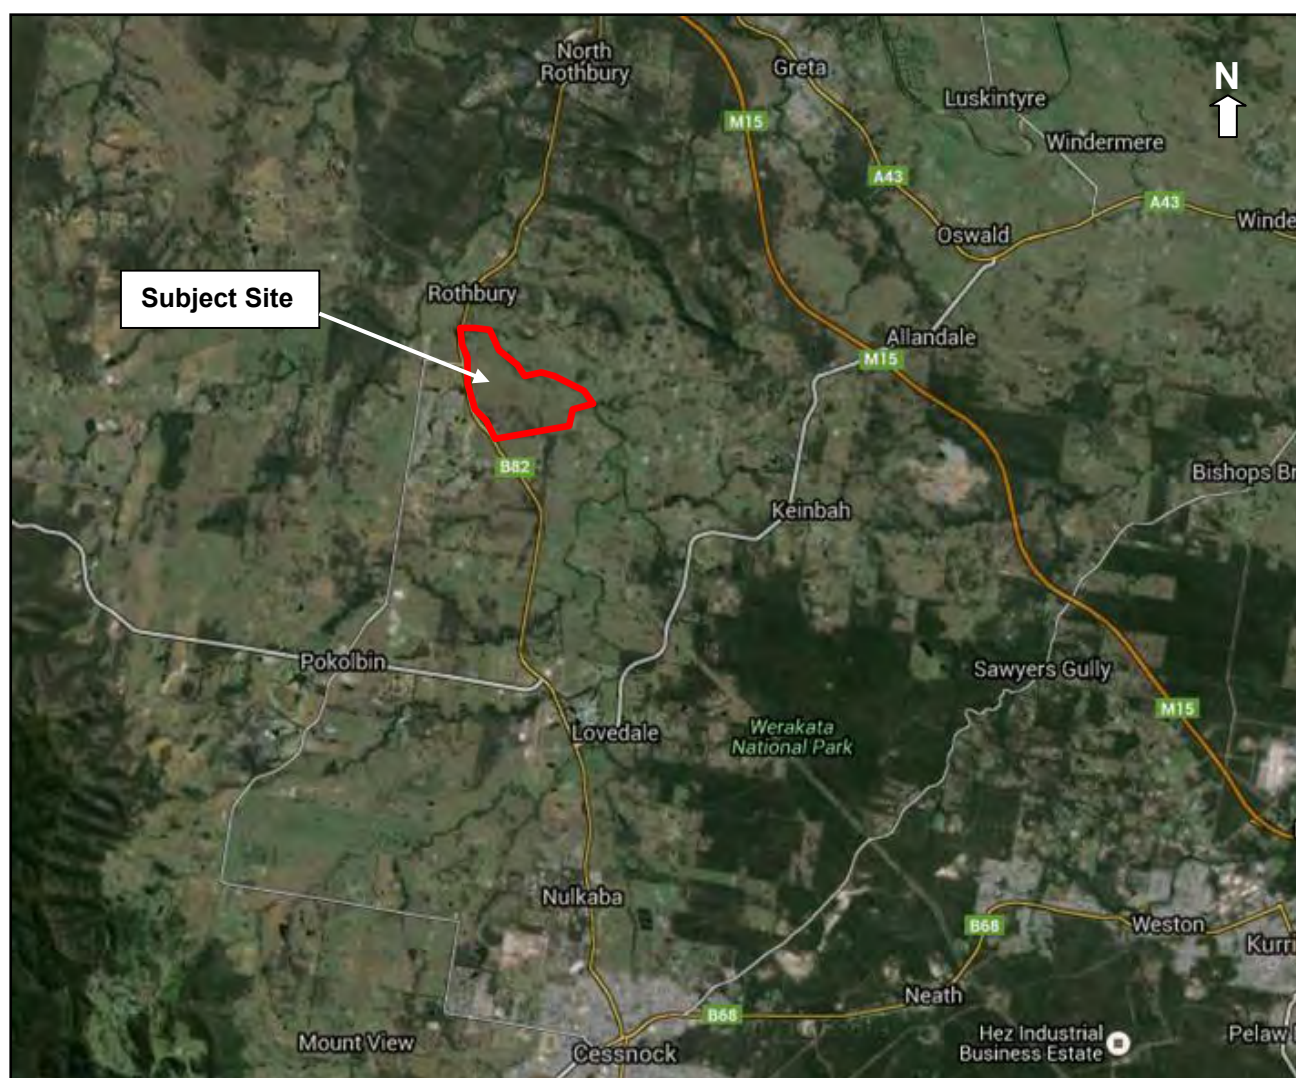 North
Rothbury
Greta
N
Luskintyre
M15
Windermere
A43
A43
Winde
Oswald
Subject Site
Rothbury
Allandale
M15
B82
Bishops Br
Keinbah
Pokolbin
Sawyers Gully
M15
Lovedale
Werakata
National Park
Nulkaba
B68
Weston
Kurri
Neath
B68
Hez Industrial
Business Estate
Pelaw
Mount View
Cessnock